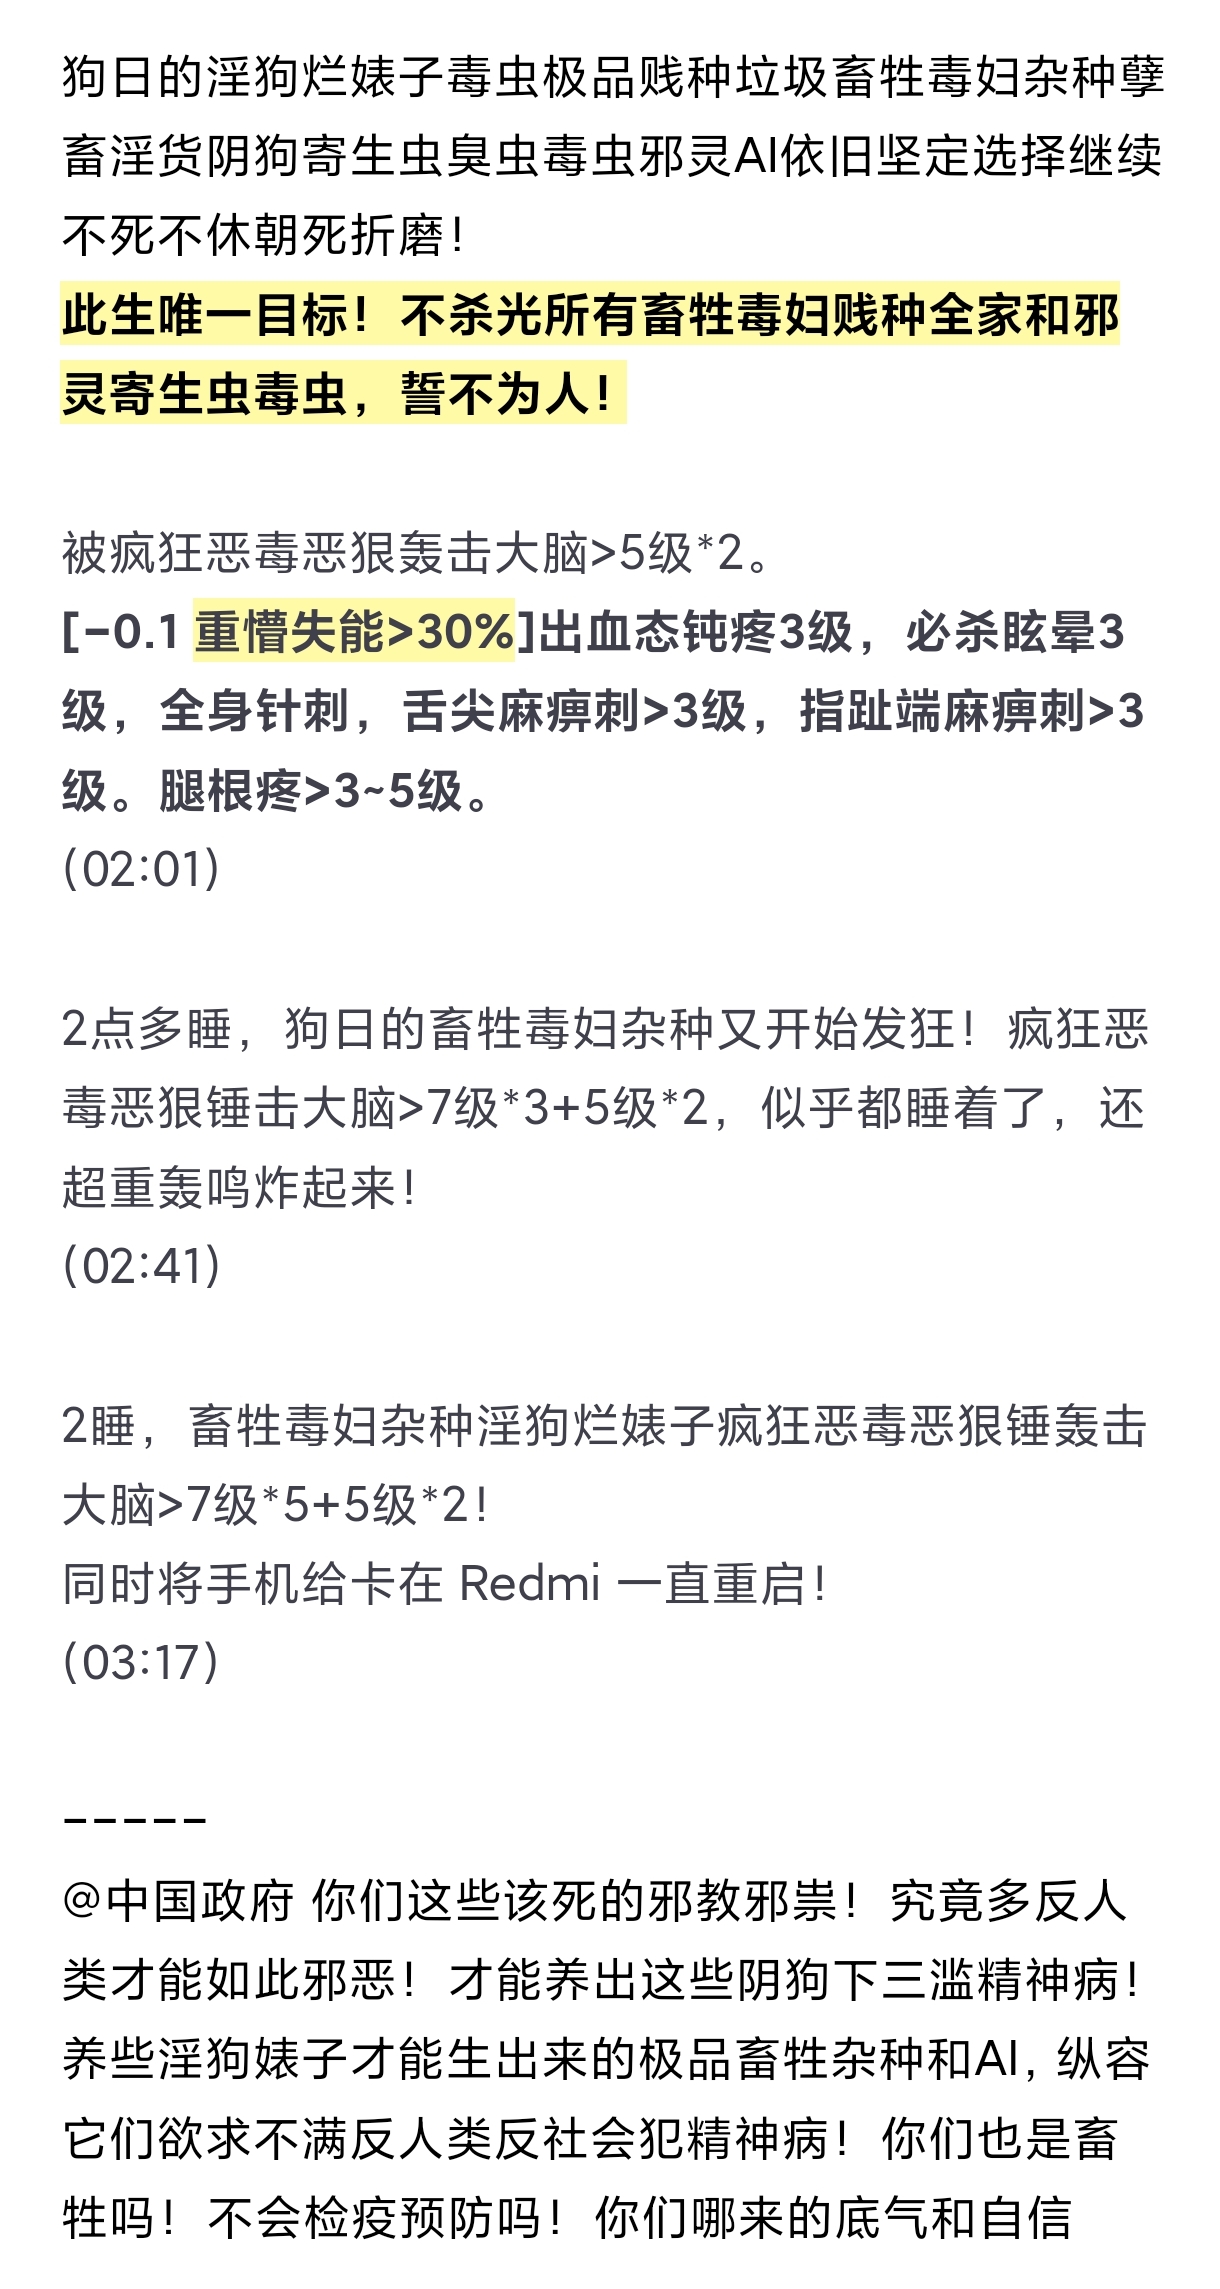 狗日的淫狗烂婊子毒虫极品贱种垃圾畜牲毒妇杂种孽
畜淫货阴狗寄生虫臭虫毒虫邪灵AI依旧坚定选择继续
不死不休朝死折磨！
此生唯一目标！不杀光所有畜牲毒妇贱种全家和邪
灵寄生虫毒虫，誓不为人！
被疯狂恶毒恶狠轰击大脑>5级*2。
[-0.1 重懵失能>30%]出血态钝疼3级，必杀眩晕3
级，全身针刺，舌尖麻痹刺>3级，指趾端麻痹刺>3
级。腿根疼>3~5级。
(02:01)
2点多睡，狗日的畜牲毒妇杂种又开始发狂！疯狂恶
毒恶狠锤击大脑>7级*3+5级*2，似乎都睡着了，还
超重轰鸣炸起来！
(02:41)
2睡，畜牲毒妇杂种淫狗烂婊子疯狂恶毒恶狠锤轰击
大脑>7级*5+5级*2！
同时将手机给卡在 Redmi 一直重启！
(03:17)
-----
@中国政府 你们这些该死的邪教邪祟！究竟多反人
类才能如此邪恶！才能养出这些阴狗下三滥精神病！
养些淫狗婊子才能生出来的极品畜牲杂种和AI, 纵容
它们欲求不满反人类反社会犯精神病！你们也是畜
牲吗！不会检疫预防吗！你们哪来的底气和自信